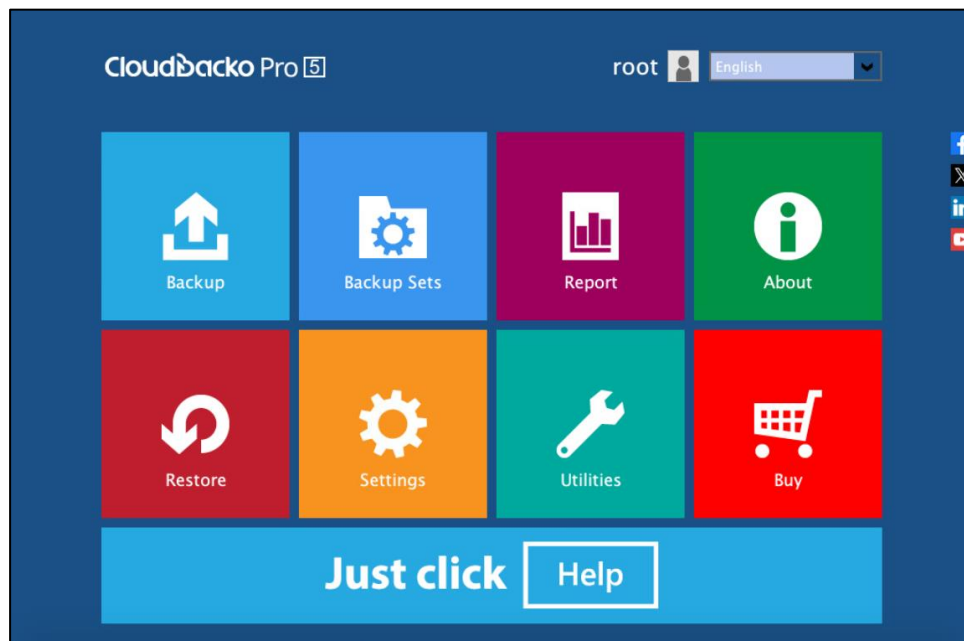 CloudBacko Pro 5
root
English
Backup
Backup Sets
Report
About
Restore
Settings
Utilities
Buy
Just click Help